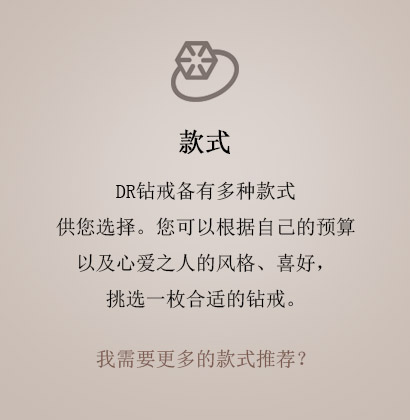 款式
DR钻戒备有多种款式
供您选择。您可以根据自己的预算
以及心爱之人的风格、喜好，
挑选一枚合适的钻戒。
我需要更多的款式推荐？